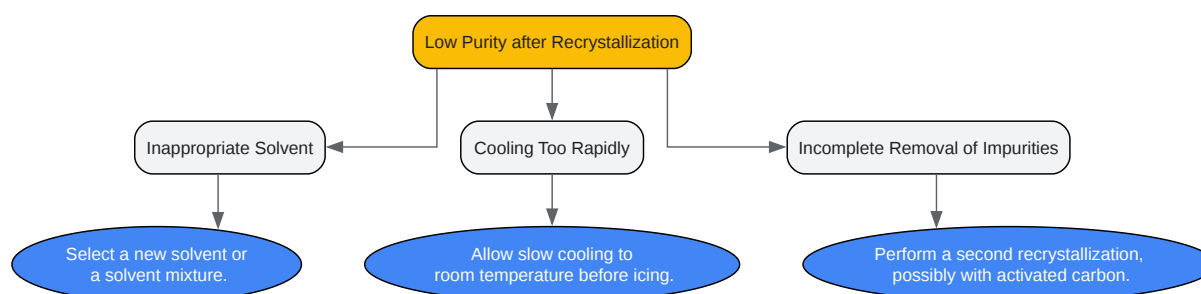 Low Purity after Recrystallization
Inappropriate Solvent
Cooling Too Rapidly
Incomplete Removal of Impurities
Select a new solvent or
a solvent mixture.
Allow slow cooling to
room temperature before icing.
Perform a second recrystallization,
possibly with activated carbon.